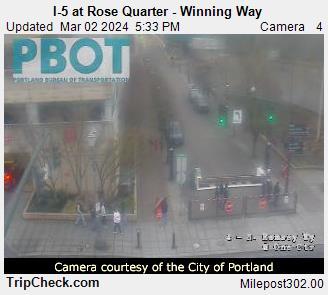 I-5 at Rose Quarter - Winning Way
Updated Mar 02 2024 5:33 PM Camera 4
PBOT
PORTLAND BUREAU OF TRANSPORTATION
Camera courtesy of the City of Portland
TripCheck.com Milepost302.00